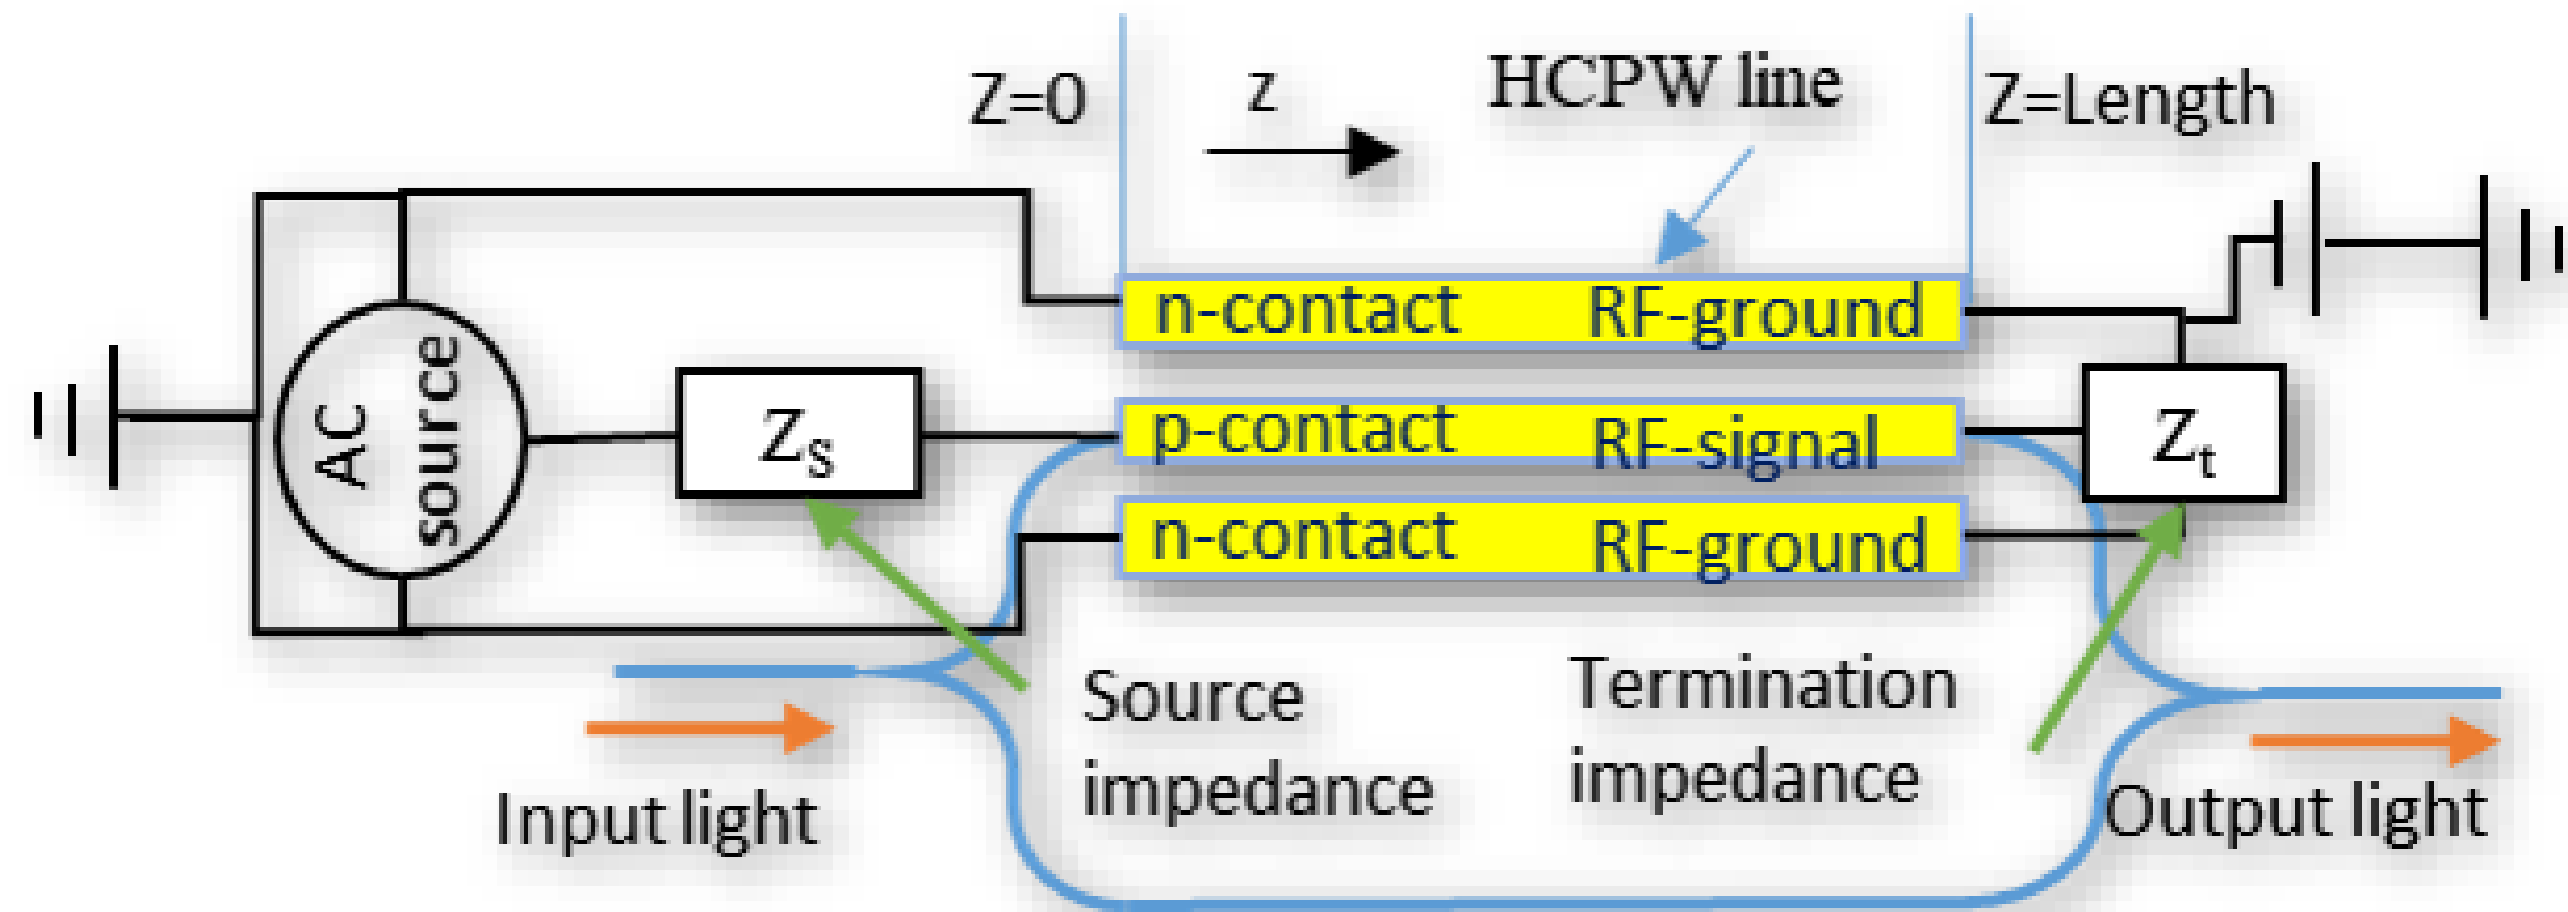 Z=0
z
HCPW line
Z=Length
n-contact RF-ground
AC
source
Zs
p-contact RF-signal
Zt
n-contact RF-ground
Source
impedance
Termination
impedance
Input light
Output light